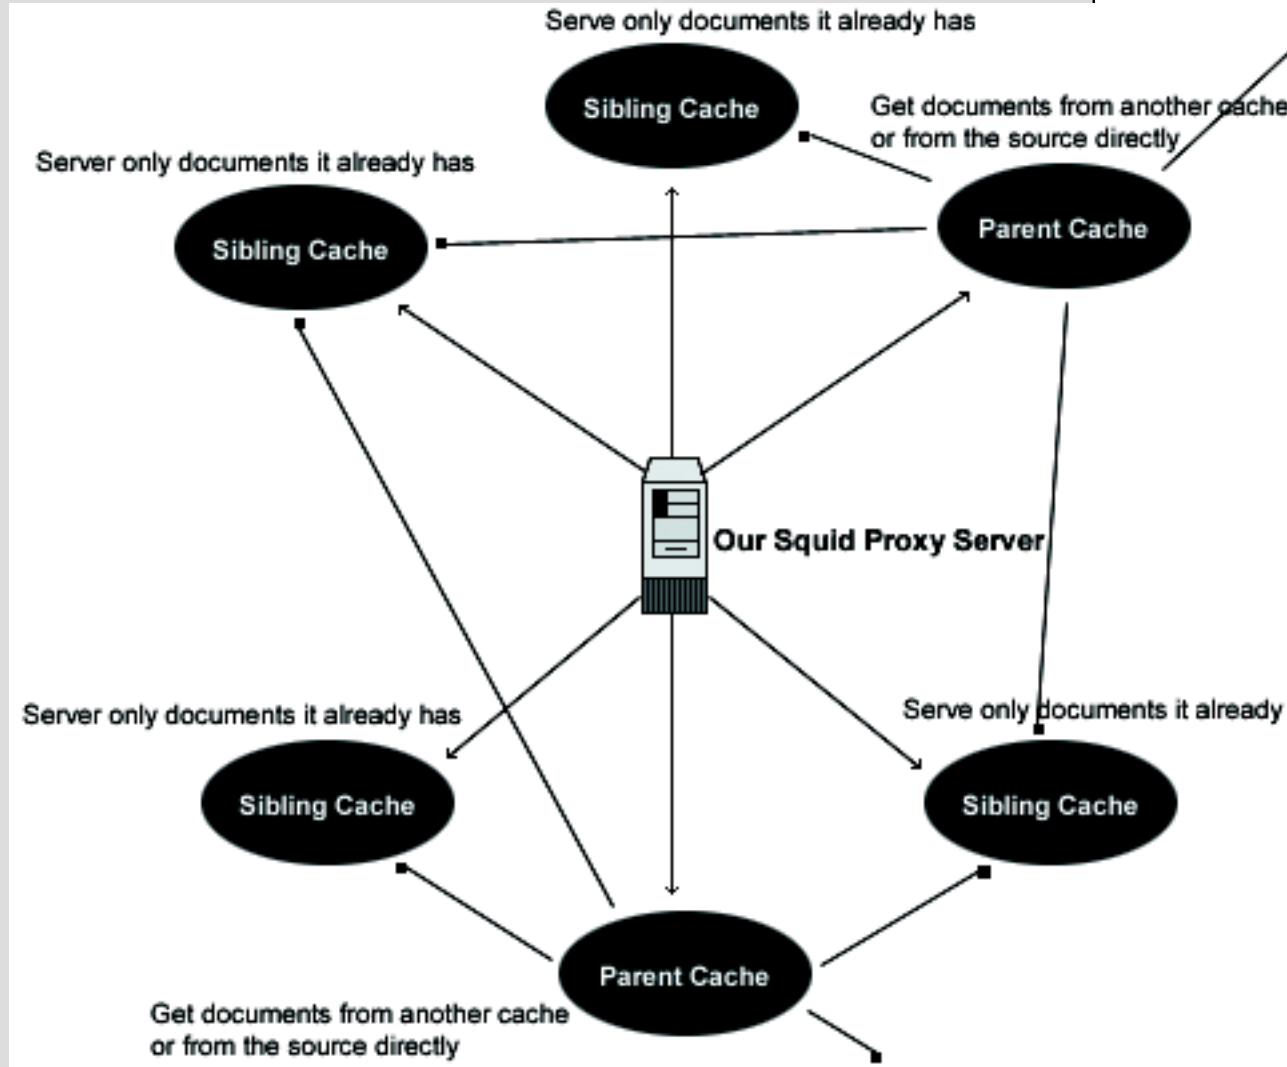 Serve only documents it already has
Sibling Cache
Get documents from another cache
or from the source directly
Server only documents it already has
Parent Cache
Sibling Cache
Our Squid Proxy Server
Server only documents it already has
Serve only documents it already
Sibling Cache
Sibling Cache
Parent Cache
Get documents from another cache
or from the source directly